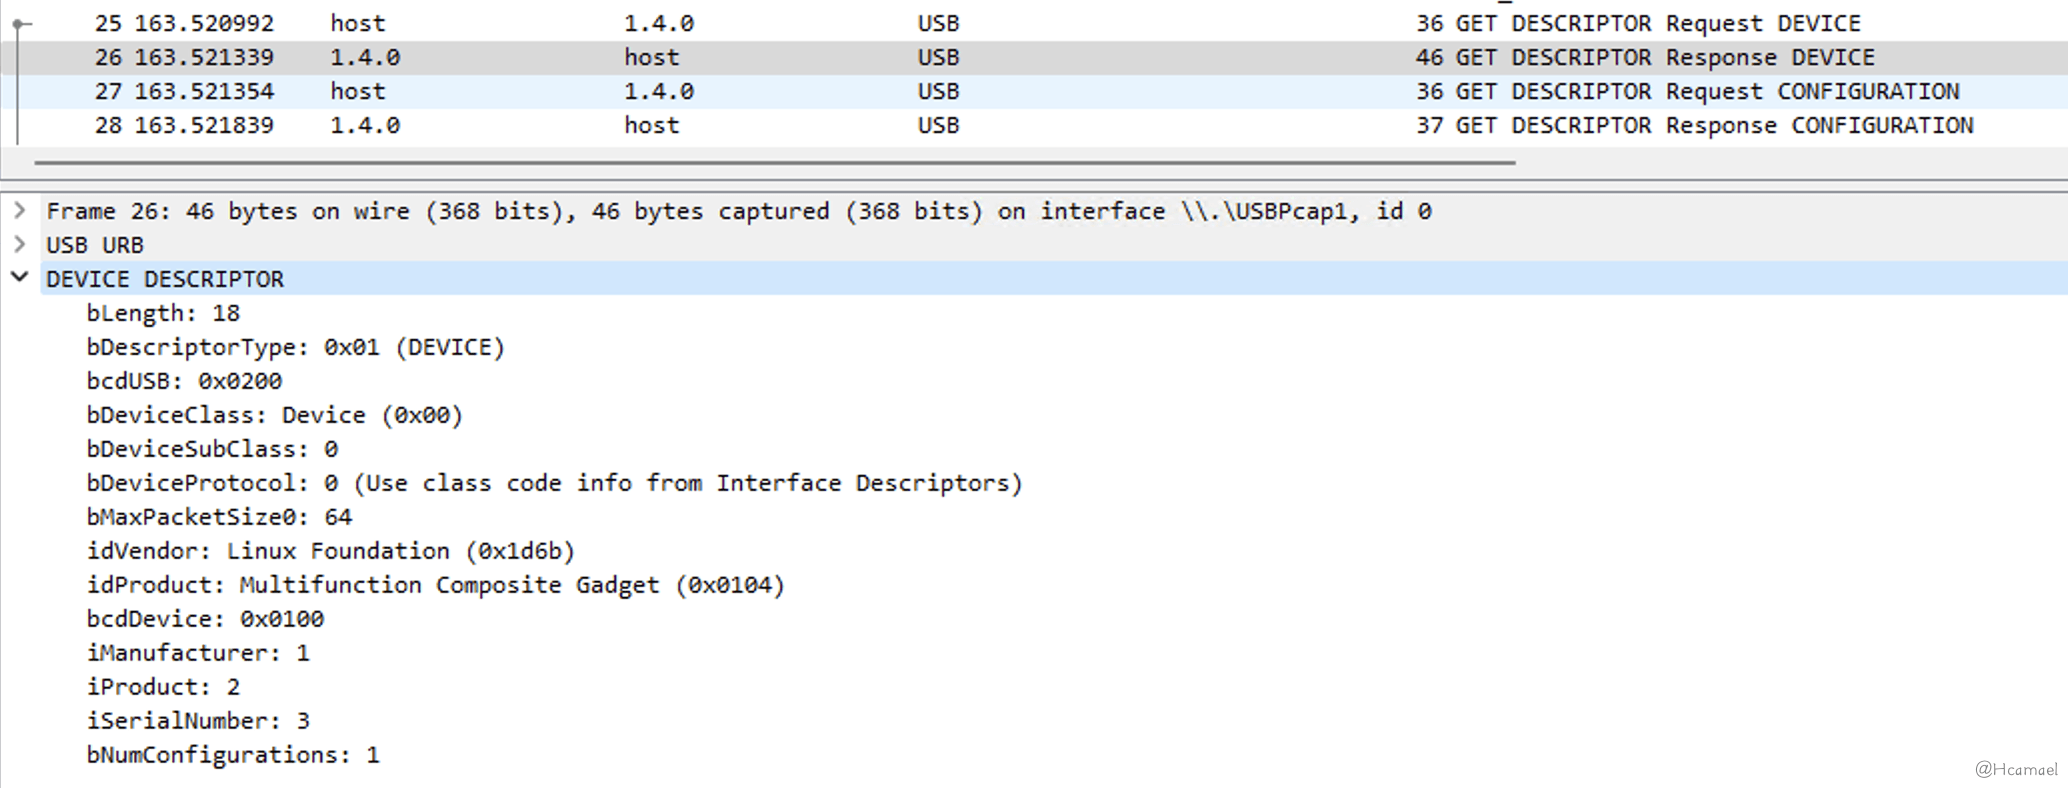 25 163.520992 host 1.4.0 USB 36 GET DESCRIPTOR Request DEVICE
26 163.521339 1.4.0 host USB 46 GET DESCRIPTOR Response DEVICE
27 163.521354 host 1.4.0 USB 36 GET DESCRIPTOR Request CONFIGURATION
28 163.521839 1.4.0 host USB 37 GET DESCRIPTOR Response CONFIGURATION
Frame 26: 46 bytes on wire (368 bits), 46 bytes captured (368 bits) on interface \\.\USBPcap1, id 0
USB URB
DEVICE DESCRIPTOR
bLength: 18
bDescriptorType: 0x01 (DEVICE)
bcdUSB: 0x0200
bDeviceClass: Device (0x00)
bDeviceSubClass: 0
bDeviceProtocol: 0 (Use class code info from Interface Descriptors)
bMaxPacketSize0: 64
idVendor: Linux Foundation (0x1d6b)
idProduct: Multifunction Composite Gadget (0x0104)
bcdDevice: 0x0100
iManufacturer: 1
iProduct: 2
iSerialNumber: 3
bNumConfigurations: 1
@Hcamael